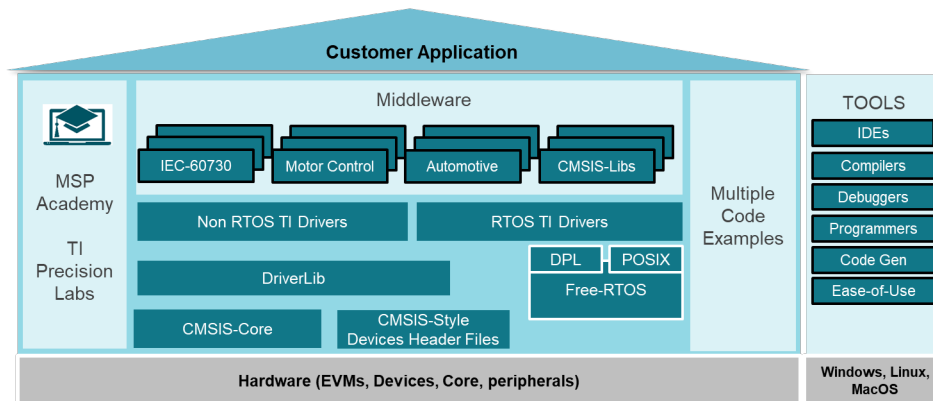 Customer Application
MSP
Academy
TI
Precision
Labs
Middleware
IEC-60730
Motor Control
Automotive
CMSIS-Libs
Non RTOS TI Drivers
RTOS TI Drivers
DriverLib
DPL
POSIX
Free-RTOS
CMSIS-Core
CMSIS-Style
Devices Header Files
Multiple
Code
Examples
TOOLS
IDEs
Compilers
Debuggers
Programmers
Code Gen
Ease-of-Use
Hardware (EVMs, Devices, Core, peripherals)
Windows, Linux,
MacOS